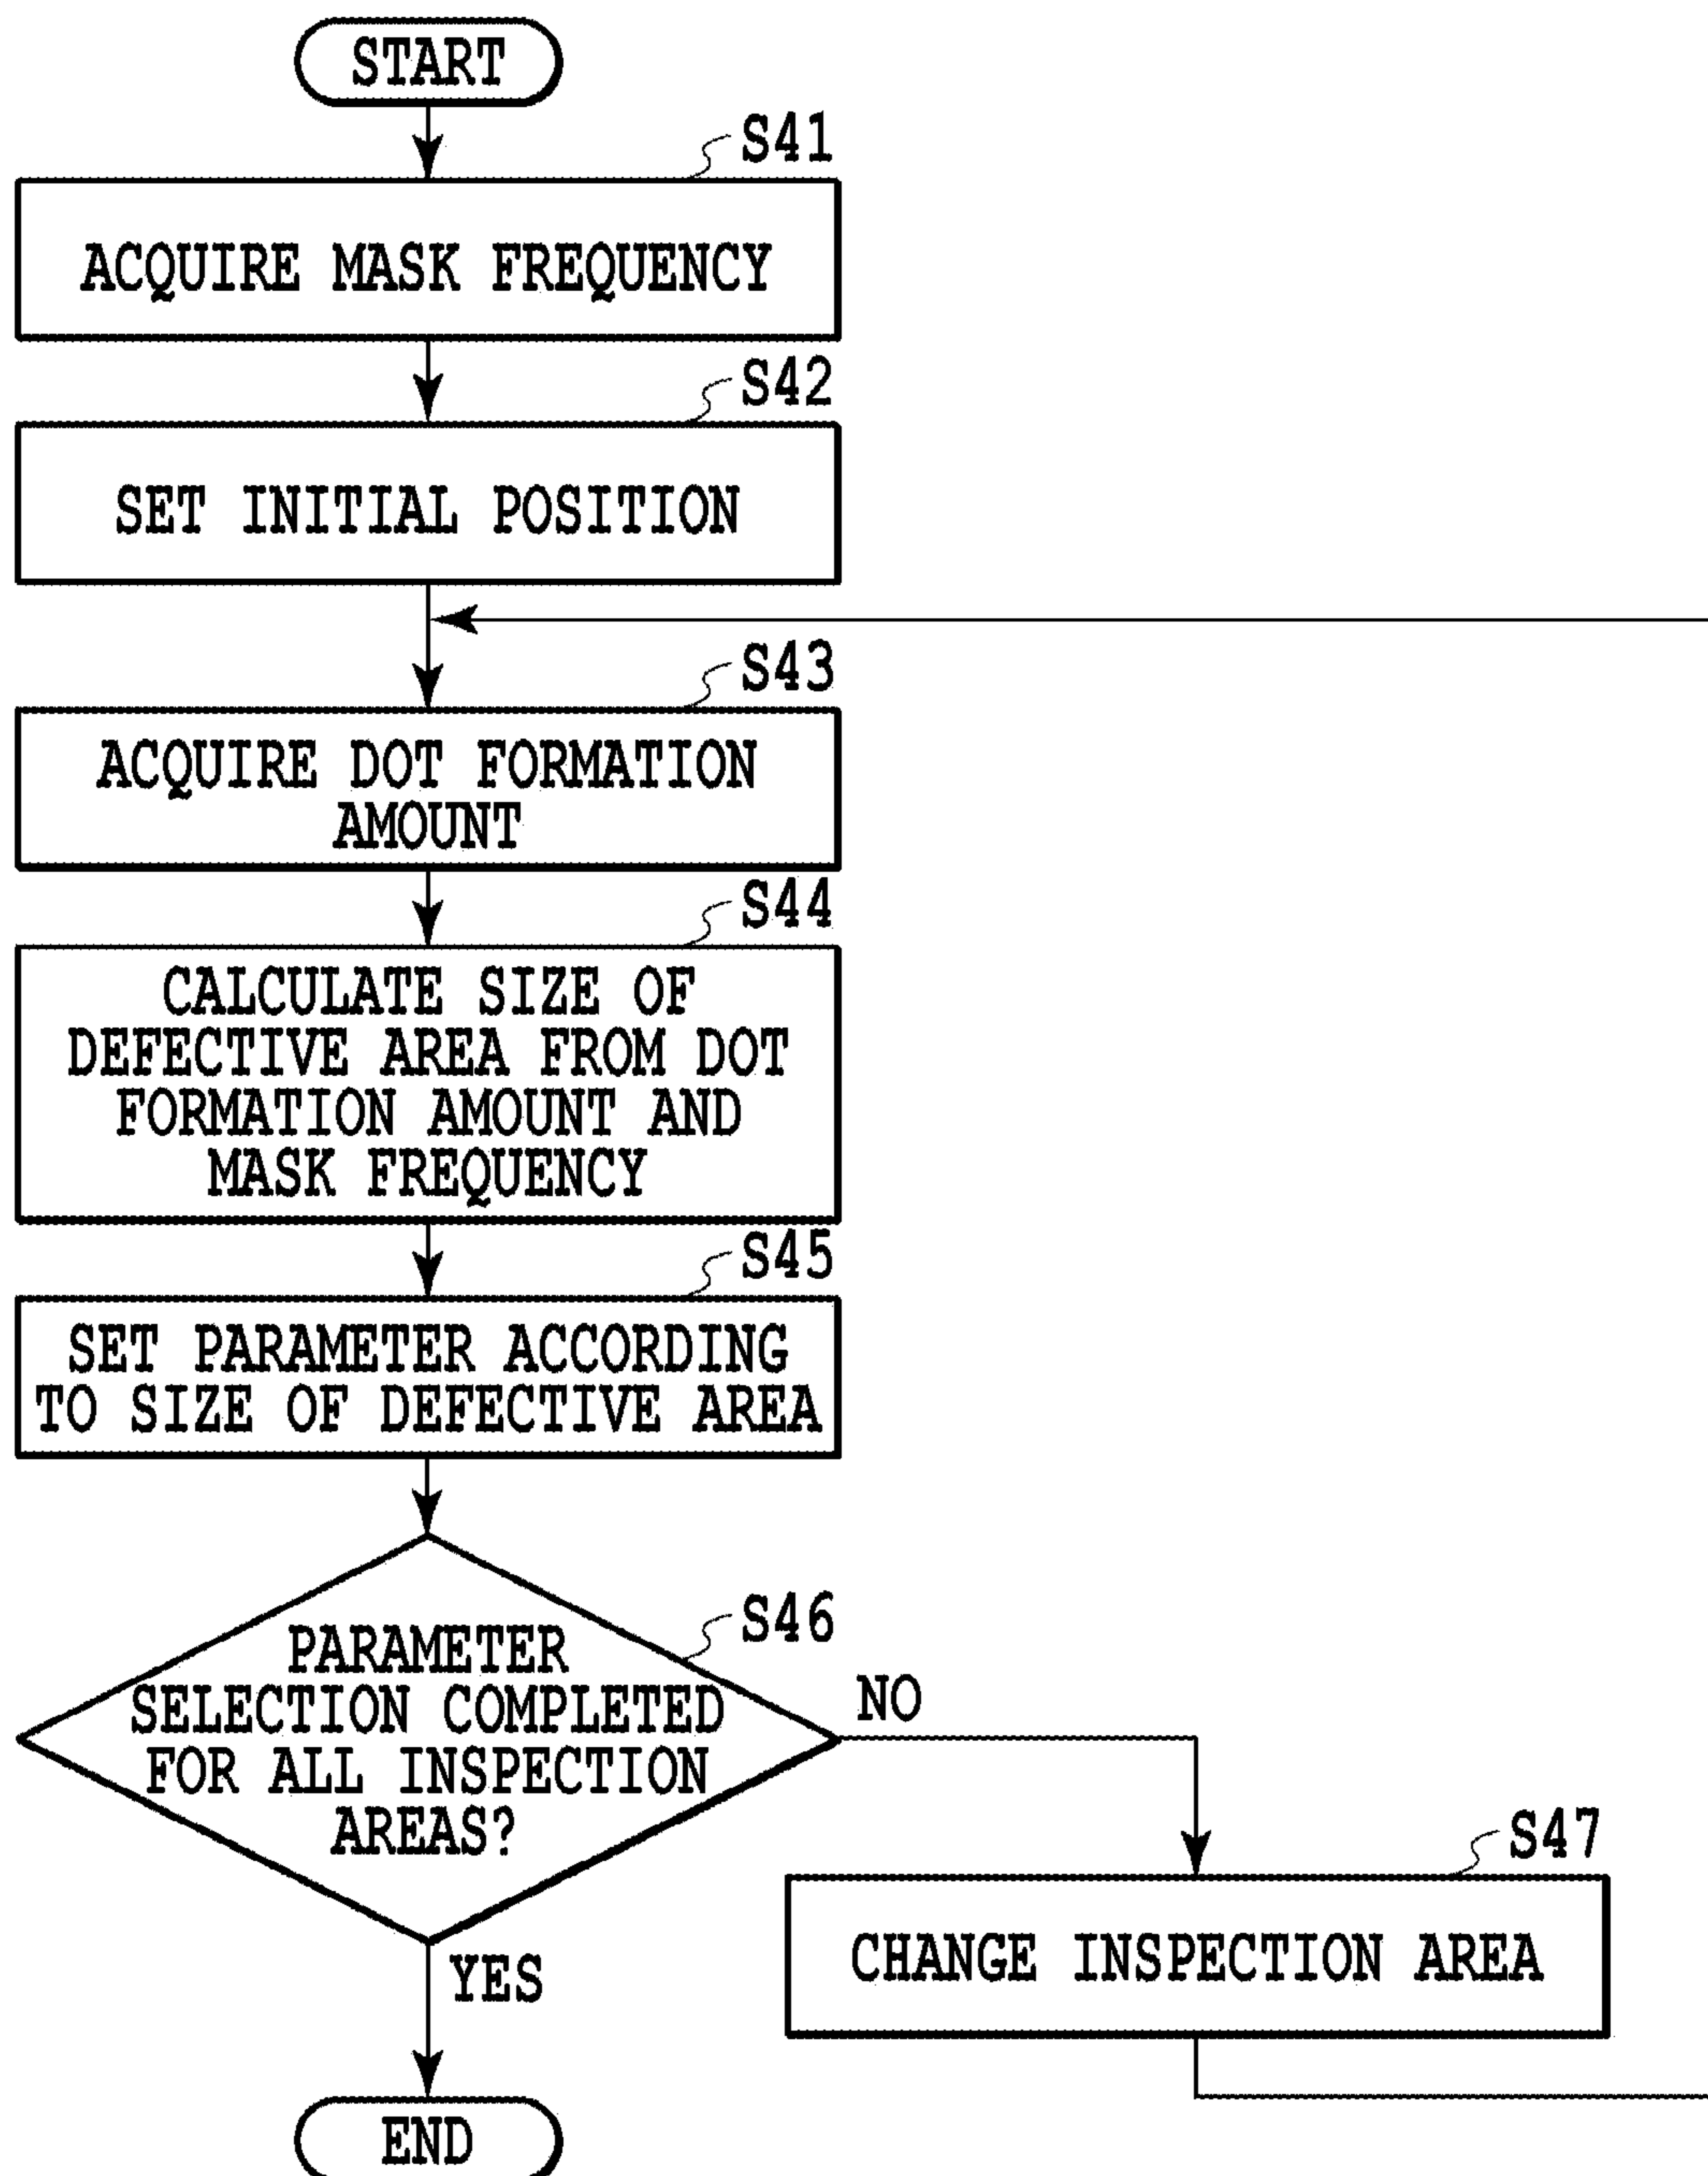 START
S41
ACQUIRE MASK FREQUENCY
S42
SET INITIAL POSITION
S43
ACQUIRE DOT FORMATION
AMOUNT
S44
CALCULATE SIZE OF
DEFECTIVE AREA FROM DOT
FORMATION AMOUNT AND
MASK FREQUENCY
S45
SET PARAMETER ACCORDING
TO SIZE OF DEFECTIVE AREA
S46
PARAMETER
SELECTION COMPLETED
FOR ALL INSPECTION
AREAS?
NO
S47
CHANGE INSPECTION AREA
YES
END